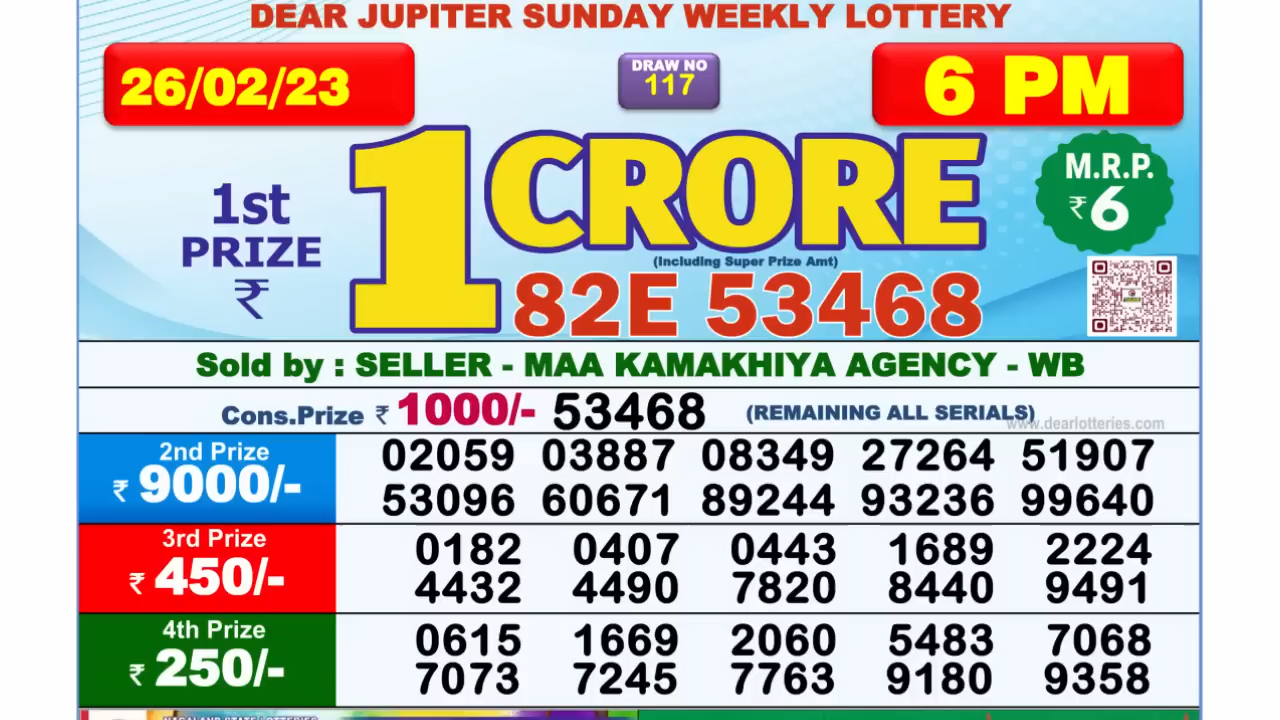 DEAR JUPITER SUNDAY WEEKLY LOTTERY
26/02/23
DRAW NO
117
6 PM
1st
PRIZE
₹
1 CRORE
(Including Super Prize Amt)
82E 53468
M.R.P.
₹ 6
Sold by : SELLER - MAA KAMAKHIYA AGENCY - WB
Cons.Prize ₹ 1000/- 53468 (REMAINING ALL SERIALS)
www.dearlotteries.com
2nd Prize
₹ 9000/-
02059 03887 08349 27264 51907
53096 60671 89244 93236 99640
3rd Prize
₹ 450/-
0182 0407 0443 1689 2224
4432 4490 7820 8440 9491
4th Prize
₹ 250/-
0615 1669 2060 5483 7068
7073 7245 7763 9180 9358
NAGALAND STATE LOTTERIES